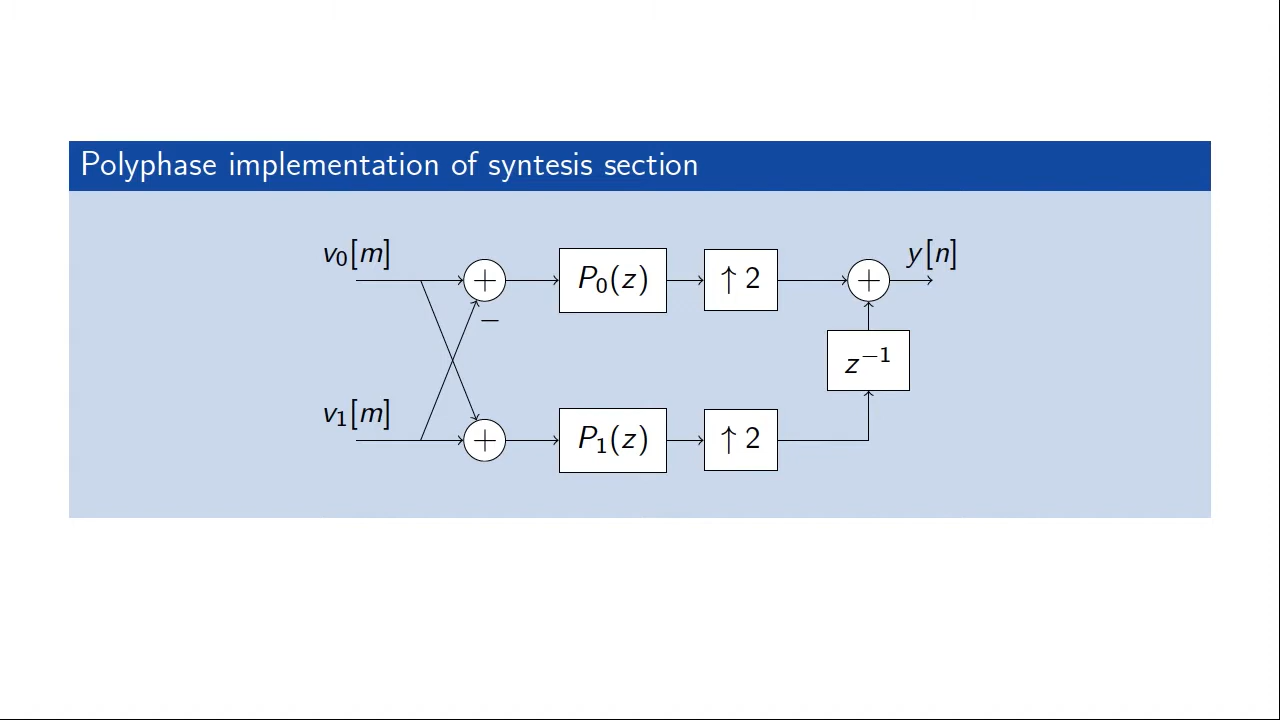 Polyphase implementation of syntesis section
v₀[m]
y[n]
+
P₀(z)
↑ 2
+
−
z⁻¹
v₁[m]
+
P₁(z)
↑ 2